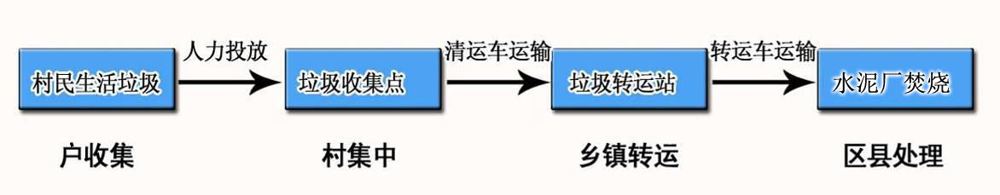 人力投放
清运车运输
转运车运输
村民生活垃圾
垃圾收集点
垃圾转运站
水泥厂焚烧
户收集
村集中
乡镇转运
区县处理